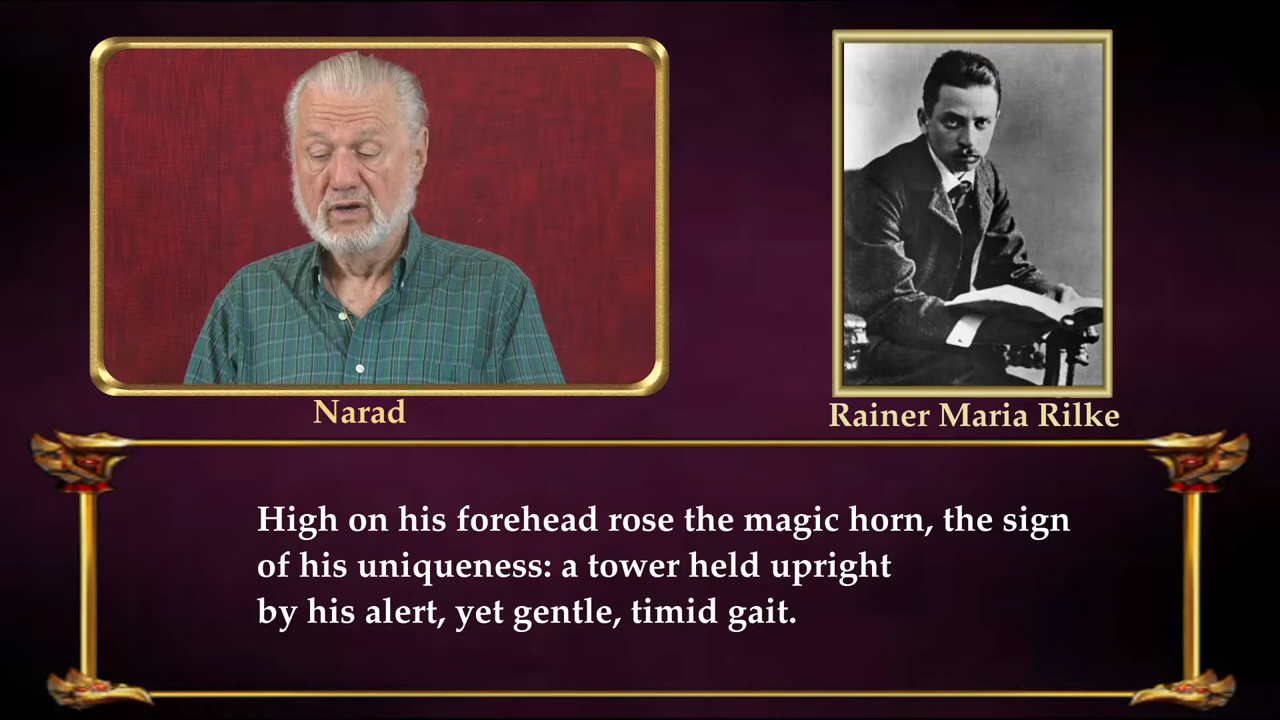 Narad
Rainer Maria Rilke
High on his forehead rose the magic horn, the sign
of his uniqueness: a tower held upright
by his alert, yet gentle, timid gait.